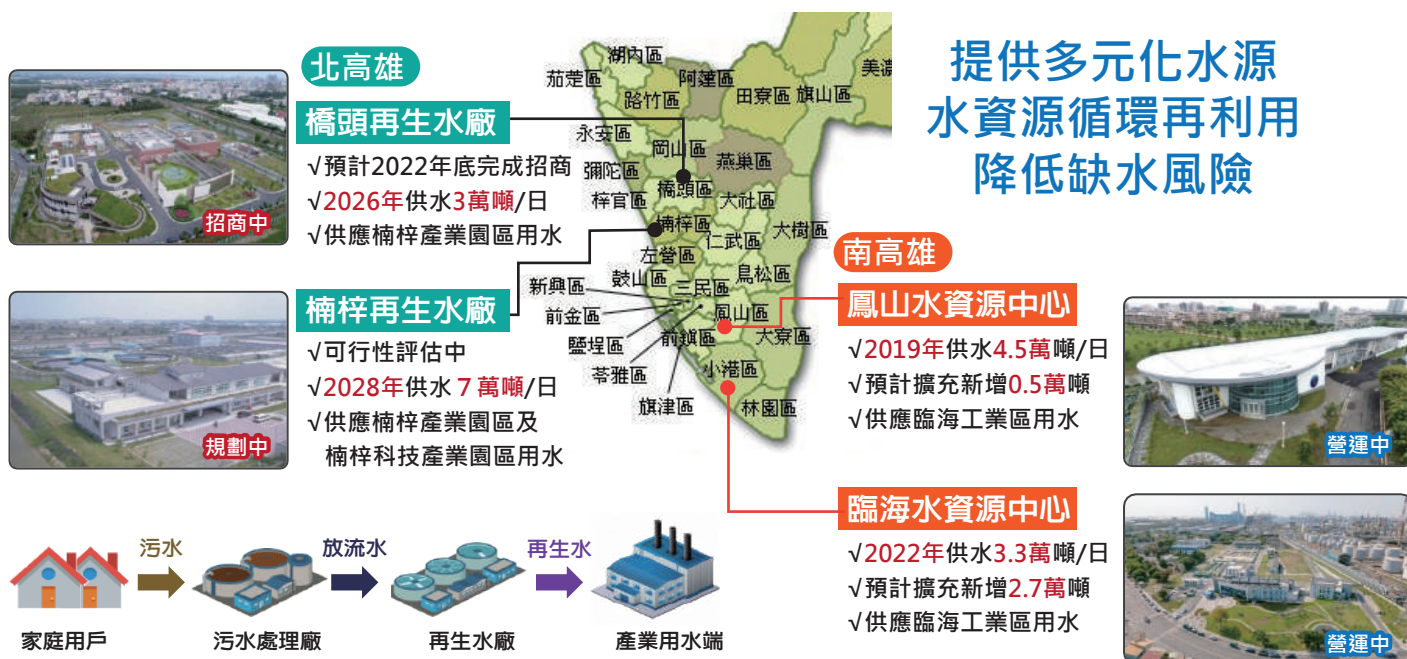 提供多元化水源
水資源循環再利用
降低缺水風險
北高雄
橋頭再生水廠
√預計2022年底完成招商
√2026年供水3萬噸/日
√供應楠梓產業園區用水
招商中
楠梓再生水廠
√可行性評估中
√2028年供水7萬噸/日
√供應楠梓產業園區及
楠梓科技產業園區用水
規劃中
湖內區
茄萣區
阿蓮區
美濃
路竹區
田寮區
旗山區
永安區
岡山區
燕巢區
彌陀區
橋頭區
梓官區
大社區
楠梓區
大樹區
仁武區
左營區
鳥松區
鼓山區
新興區
三民區
前金區
鳳山區
鹽埕區
前鎮區
大寮區
苓雅區
小港區
旗津區
林園區
南高雄
鳳山水資源中心
√2019年供水4.5萬噸/日
√預計擴充新增0.5萬噸
√供應臨海工業區用水
營運中
臨海水資源中心
√2022年供水3.3萬噸/日
√預計擴充新增2.7萬噸
√供應臨海工業區用水
營運中
污水
放流水
再生水
家庭用戶
污水處理廠
再生水廠
產業用水端